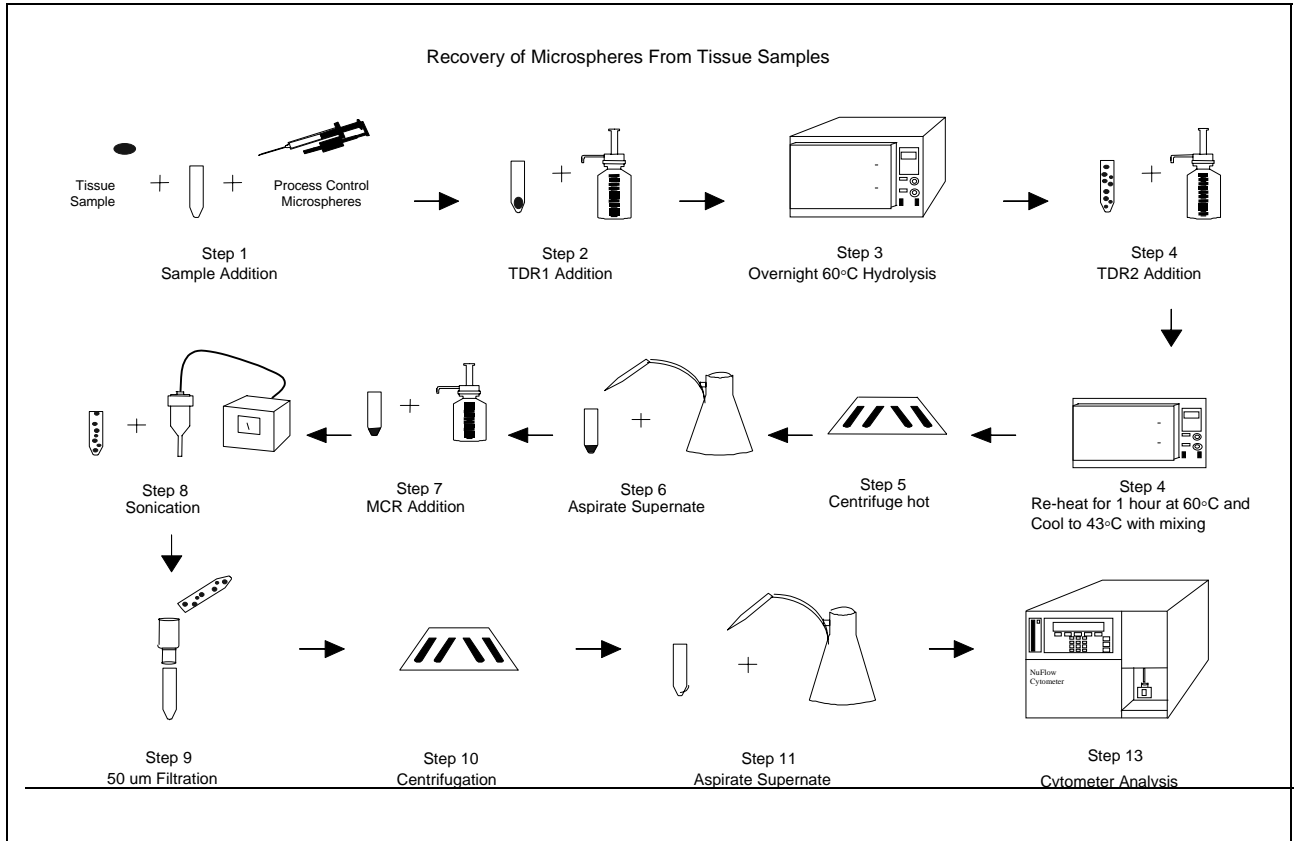 Recovery of Microspheres From Tissue Samples
Tissue
Sample
Process Control
Microspheres
Step 1
Sample Addition
Step 2
TDR1 Addition
Step 3
Overnight 60°C Hydrolysis
Step 4
TDR2 Addition
Step 4
Re-heat for 1 hour at 60°C and
Cool to 43°C with mixing
Step 5
Centrifuge hot
Step 6
Aspirate Supernate
Step 7
MCR Addition
Step 8
Sonication
Step 9
50 um Filtration
Step 10
Centrifugation
Step 11
Aspirate Supernate
NuFlow
Cytometer
Step 13
Cytometer Analysis